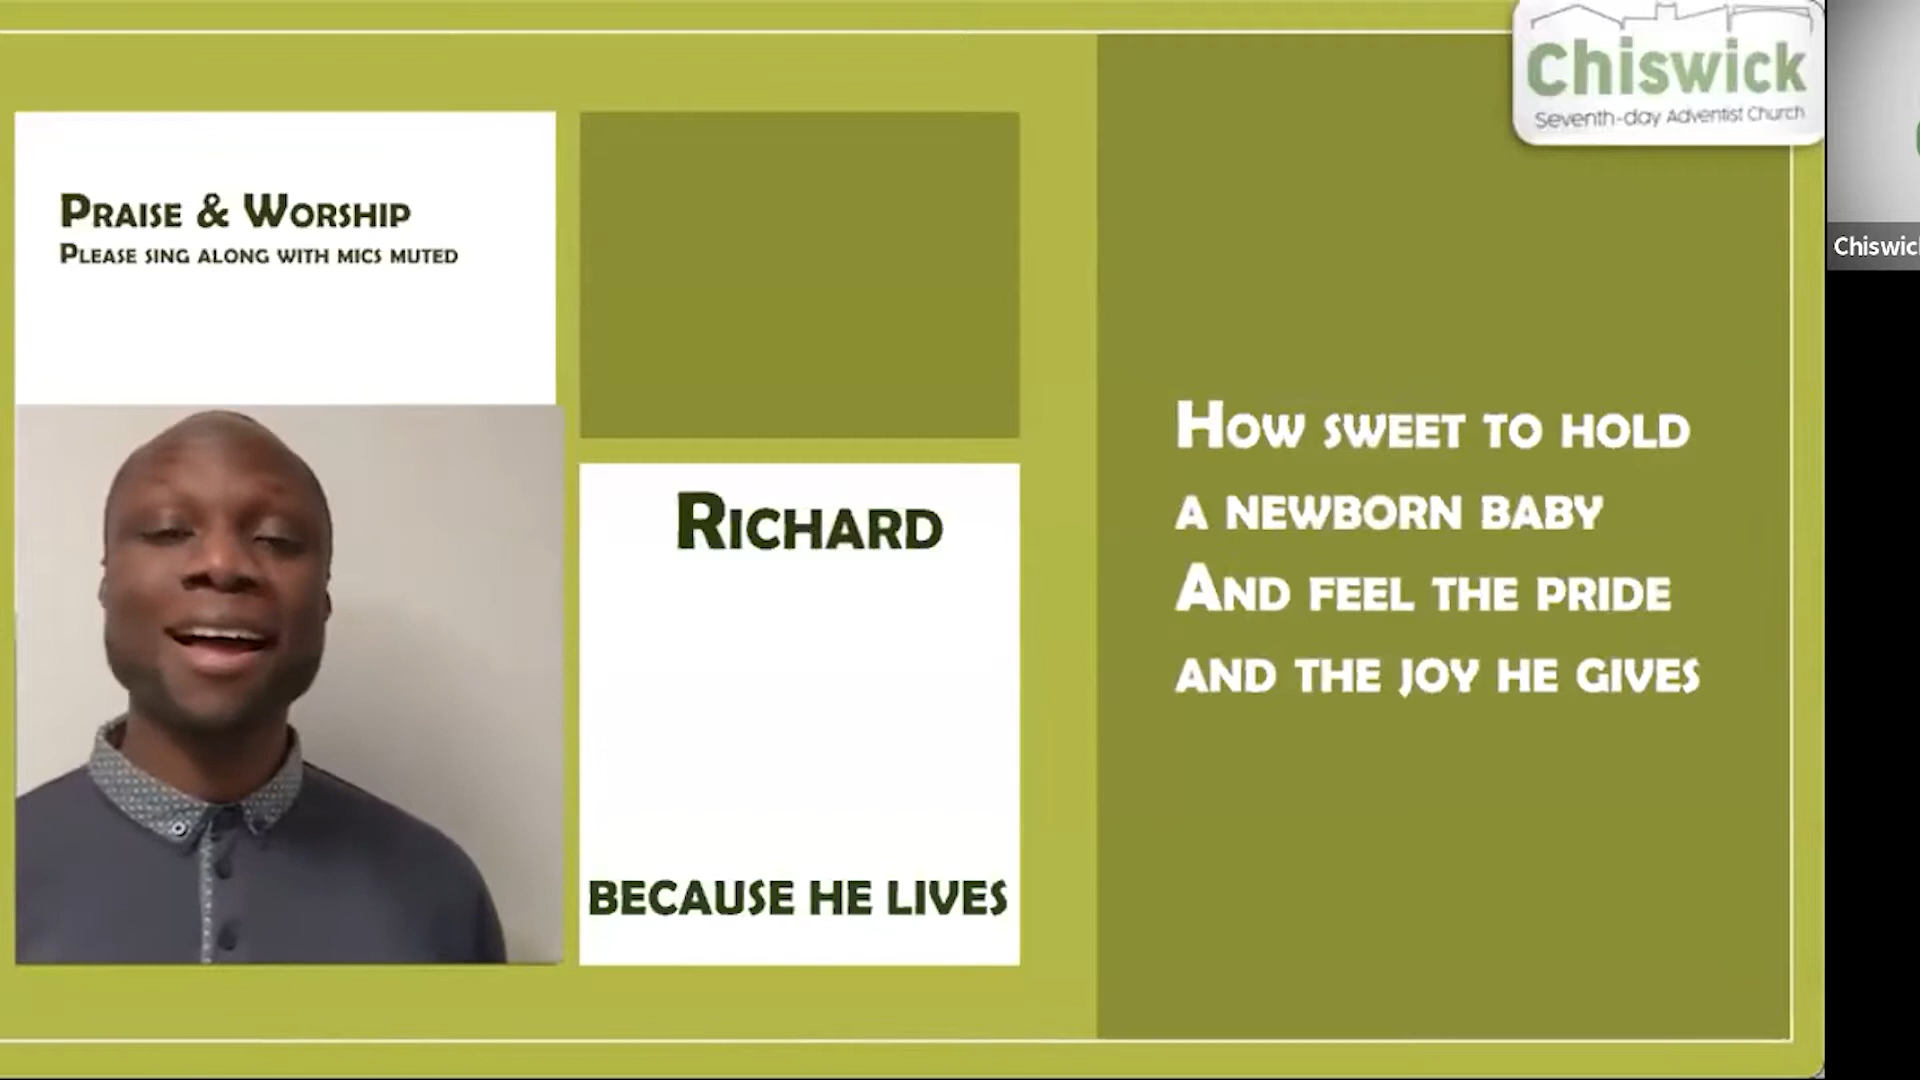 Chiswick
Seventh-day Adventist Church
PRAISE & WORSHIP
PLEASE SING ALONG WITH MICS MUTED
RICHARD
BECAUSE HE LIVES
HOW SWEET TO HOLD
A NEWBORN BABY
AND FEEL THE PRIDE
AND THE JOY HE GIVES